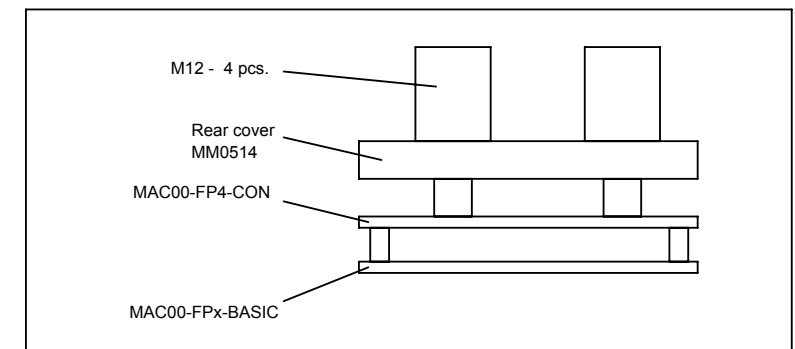 M12 - 4 pcs.
Rear cover
MM0514
MAC00-FP4-CON
MAC00-FPx-BASIC